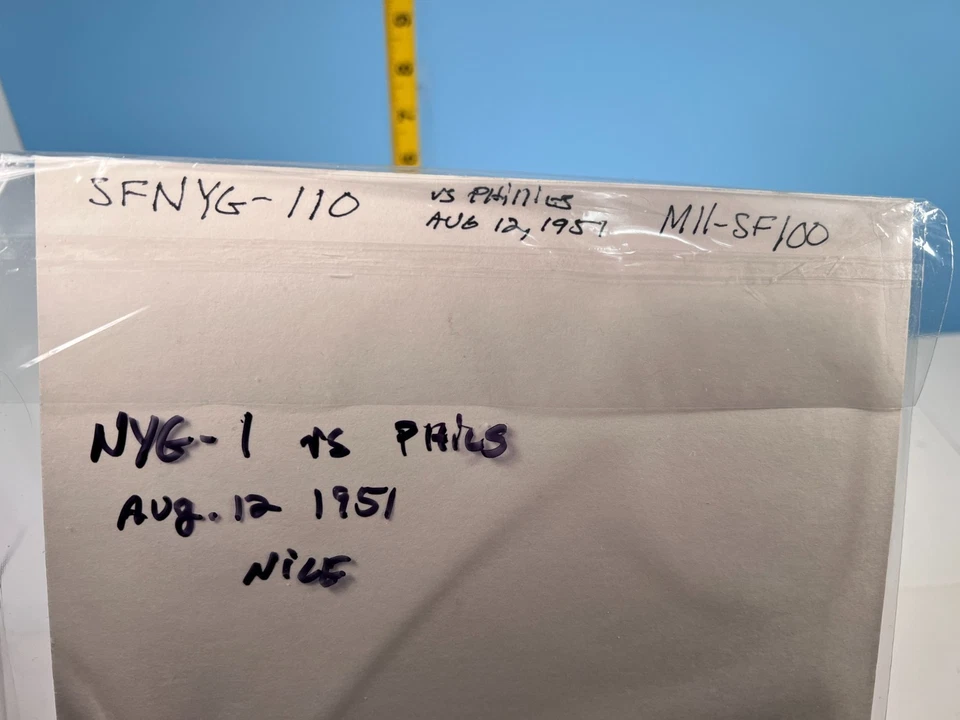 SFNYG-110
vs PHillies
AUG 12, 1951
M11-SF100
NYG-1 vs PHils
Aug. 12 1951
NicE